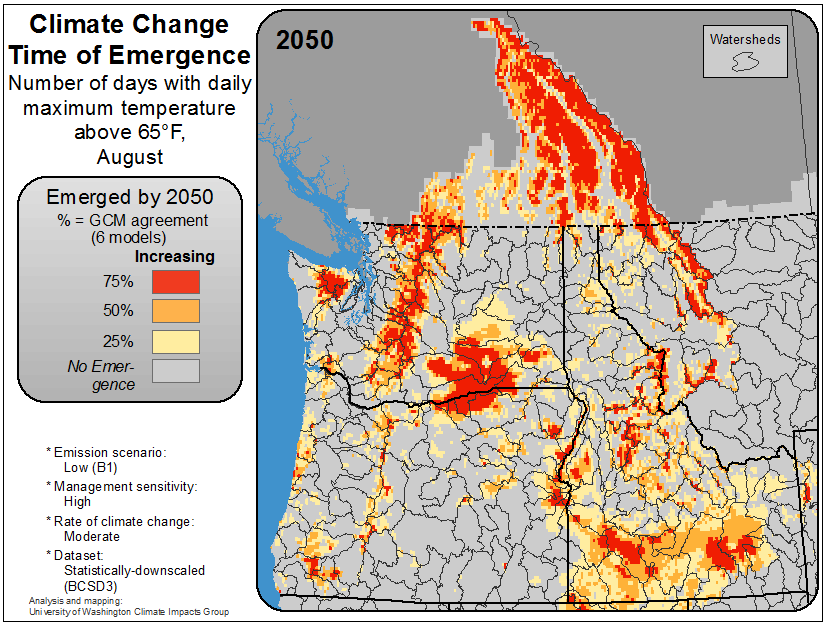 Climate Change
Time of Emergence
Number of days with daily
maximum temperature
above 65°F,
August
Emerged by 2050
% = GCM agreement
(6 models)
Increasing
75%
50%
25%
No Emer-
gence
* Emission scenario:
Low (B1)
* Management sensitivity:
High
* Rate of climate change:
Moderate
* Dataset:
Statistically-downscaled
(BCSD3)
Analysis and mapping:
University of Washington Climate Impacts Group
2050
Watersheds